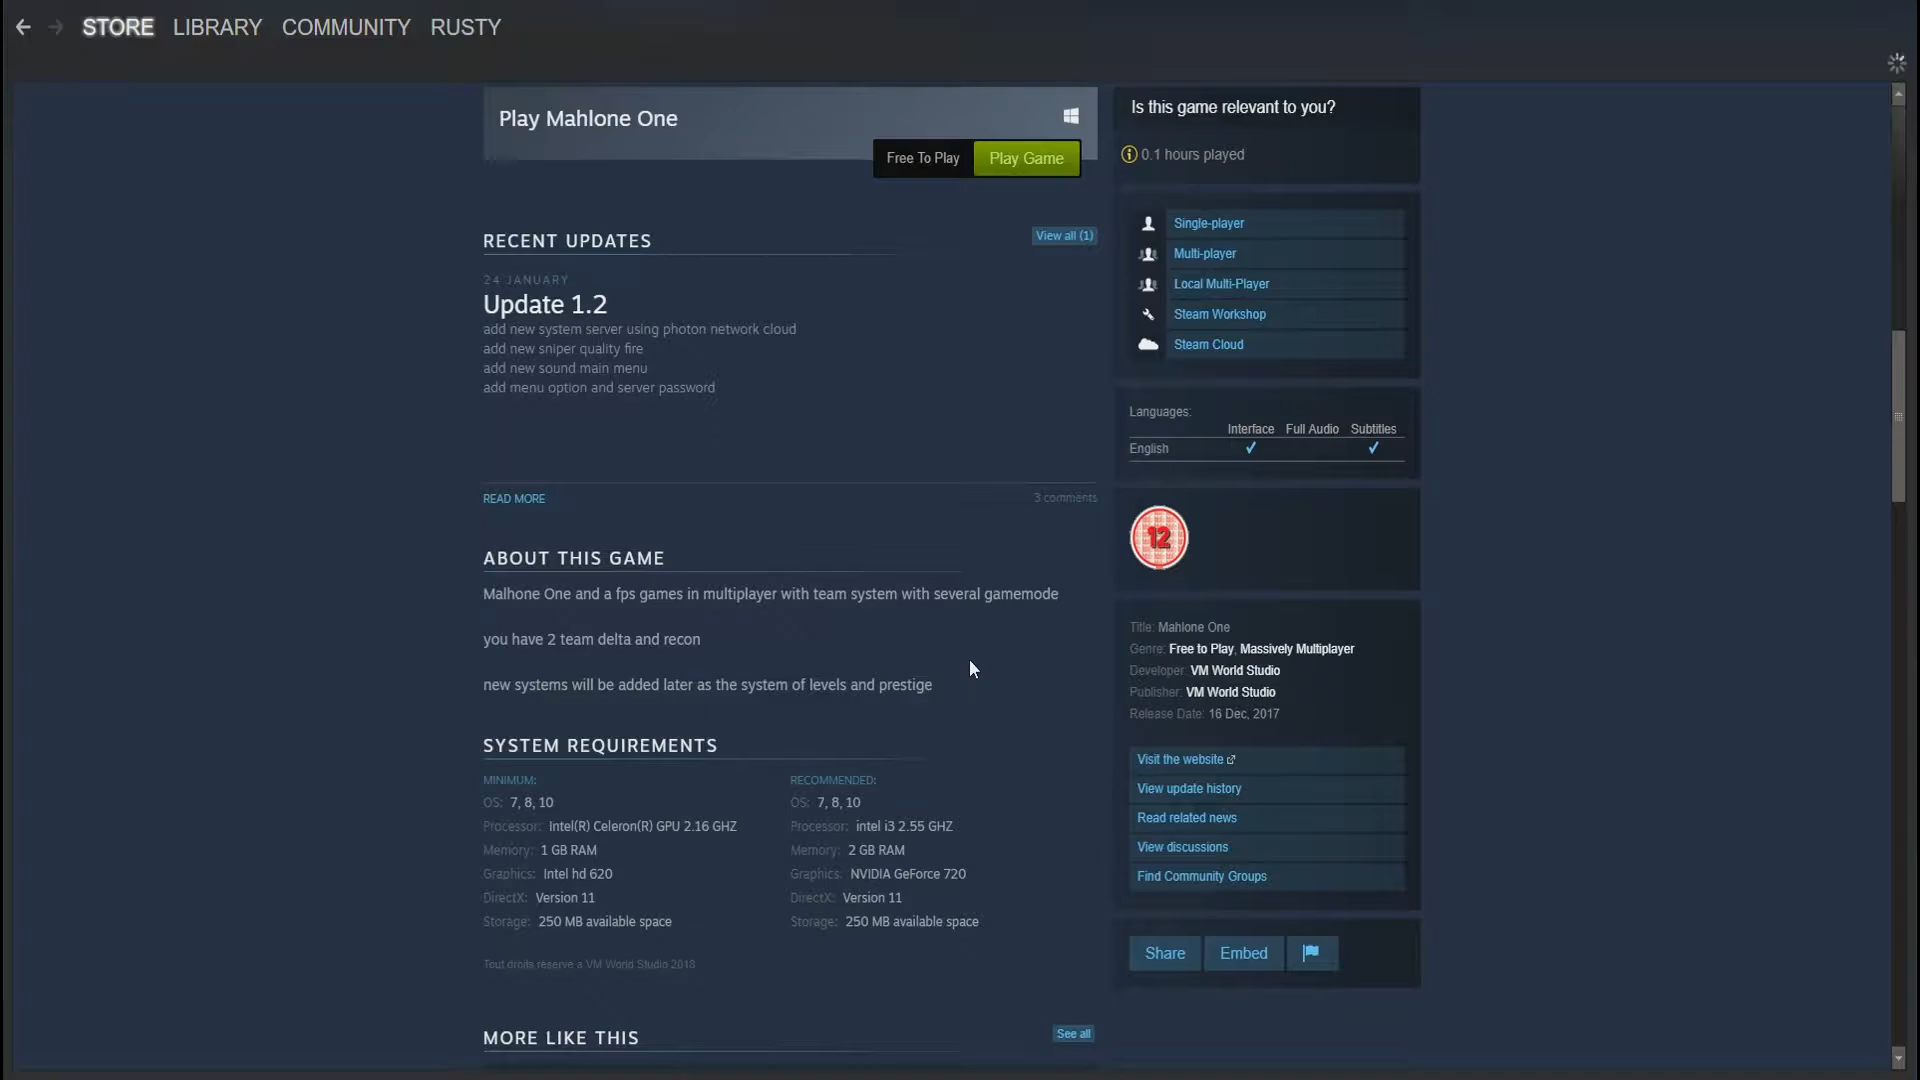 STORE LIBRARY COMMUNITY RUSTY
Play Mahlone One
Free To Play Play Game
RECENT UPDATES View all (1)
24 JANUARY
Update 1.2
add new system server using photon network cloud
add new sniper quality fire
add new sound main menu
add menu option and server password
READ MORE 3 comments
ABOUT THIS GAME
Malhone One and a fps games in multiplayer with team system with several gamemode
you have 2 team delta and recon
new systems will be added later as the system of levels and prestige
SYSTEM REQUIREMENTS
MINIMUM:
OS: 7, 8, 10
Processor: Intel(R) Celeron(R) GPU 2.16 GHZ
Memory: 1 GB RAM
Graphics: Intel hd 620
DirectX: Version 11
Storage: 250 MB available space
RECOMMENDED:
OS: 7, 8, 10
Processor: intel i3 2.55 GHZ
Memory: 2 GB RAM
Graphics: NVIDIA GeForce 720
DirectX: Version 11
Storage: 250 MB available space
Tout droits réservé a VM World Studio 2018
MORE LIKE THIS See all
Is this game relevant to you?
0.1 hours played
Single-player
Multi-player
Local Multi-Player
Steam Workshop
Steam Cloud
Languages:
Interface Full Audio Subtitles
English
12
Title: Mahlone One
Genre: Free to Play, Massively Multiplayer
Developer: VM World Studio
Publisher: VM World Studio
Release Date: 16 Dec, 2017
Visit the website
View update history
Read related news
View discussions
Find Community Groups
Share Embed